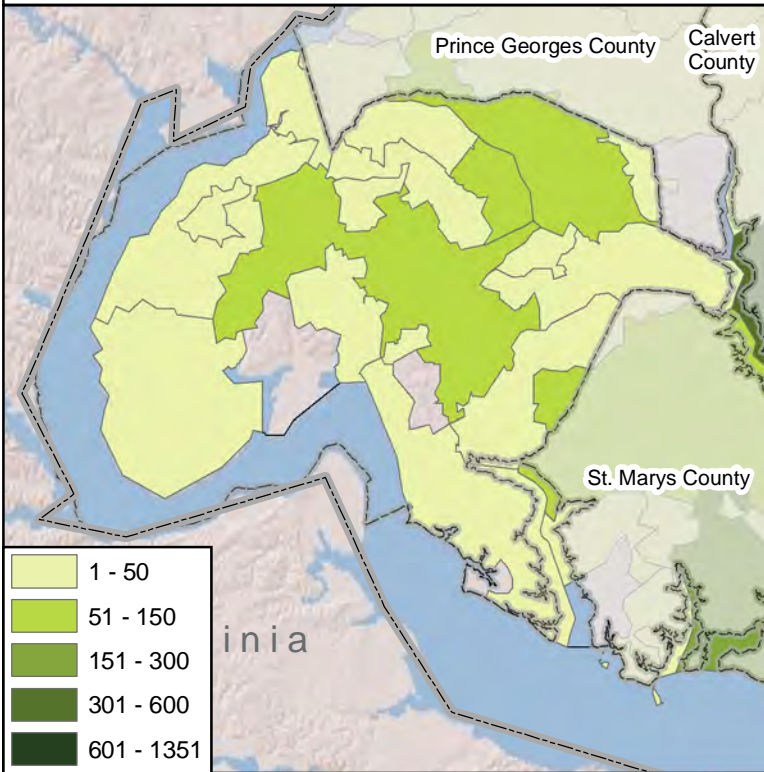 Prince Georges County
Calvert
County
St. Marys County
inia
1 - 50
51 - 150
151 - 300
301 - 600
601 - 1351